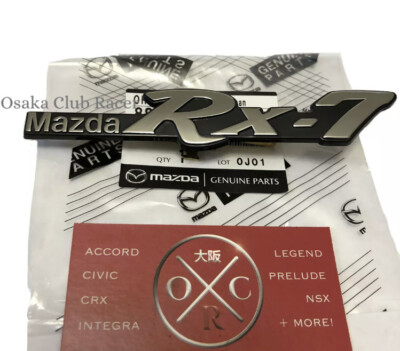 Osaka Club Race
Mazda Rx-7
QTY 1 LOT 0J01
mazda GENUINE PARTS
GENUINE
PARTS
ACCORD
CIVIC
CRX
INTEGRA
大阪
O C
R
LEGEND
PRELUDE
NSX
+ MORE!